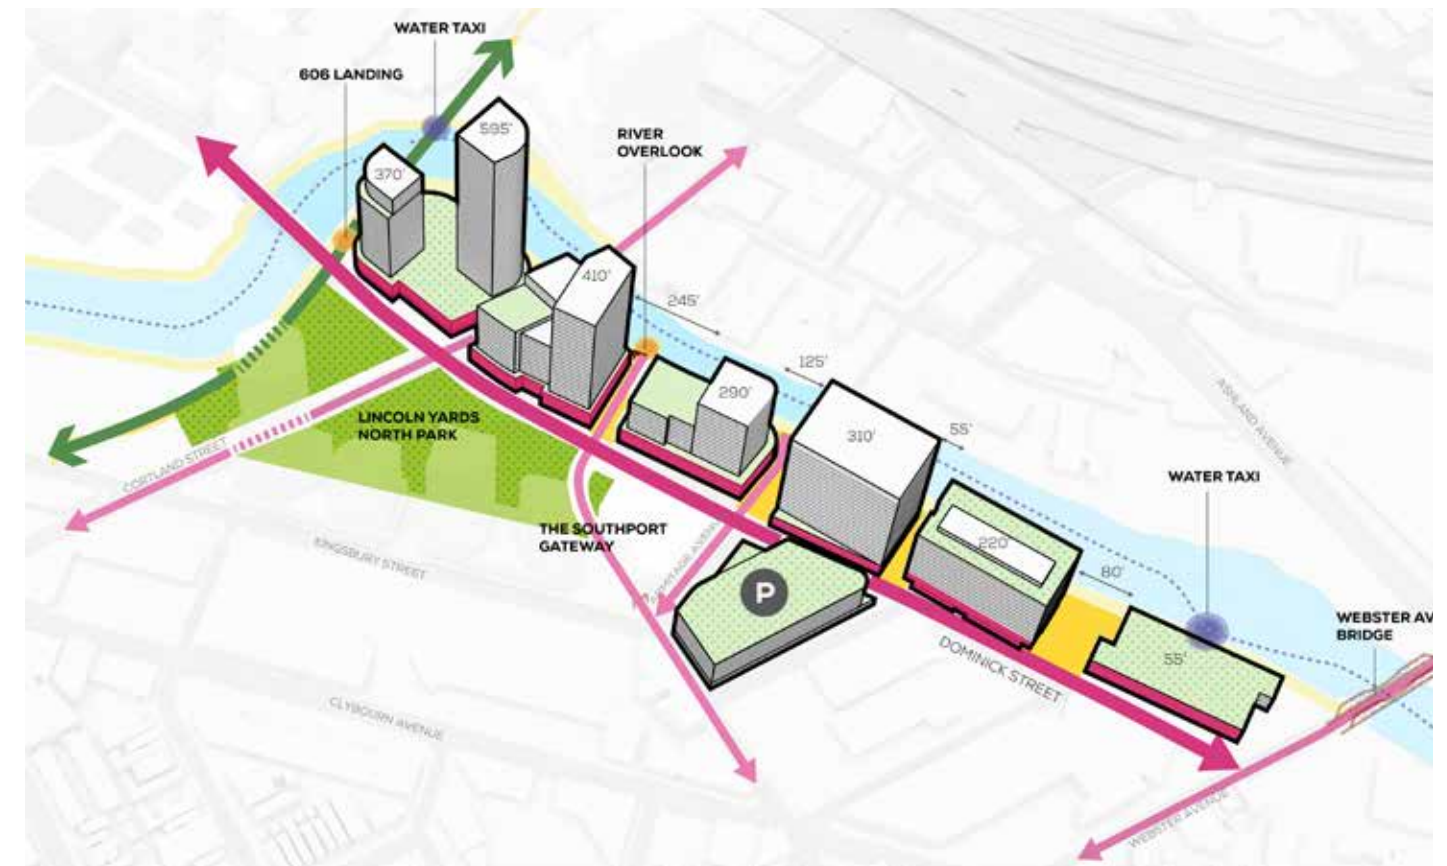 WATER TAXI
606 LANDING
595'
370'
RIVER
OVERLOOK
410'
245'
125'
290'
310'
55'
ASHLAND AVENUE
LINCOLN YARDS
NORTH PARK
CORTLAND STREET
WATER TAXI
THE SOUTHPORT
GATEWAY
KINGSBURY STREET
220'
80'
P
WEBSTER AV
BRIDGE
DOMINICK STREET
55'
CLYBOURN AVENUE
WEBSTER AVENUE